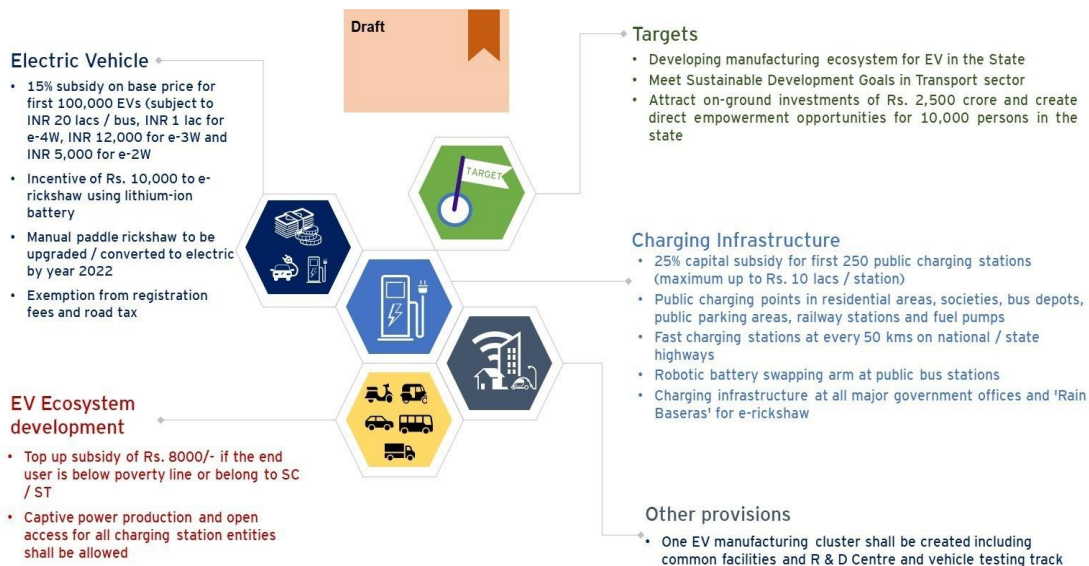 Draft
Electric Vehicle
• 15% subsidy on base price for
first 100,000 EVs (subject to
INR 20 lacs / bus, INR 1 lac for
e-4W, INR 12,000 for e-3W and
INR 5,000 for e-2W
• Incentive of Rs. 10,000 to e-
rickshaw using lithium-ion
battery
• Manual paddle rickshaw to be
upgraded / converted to electric
by year 2022
• Exemption from registration
fees and road tax
EV Ecosystem
development
• Top up subsidy of Rs. 8000/- if the end
user is below poverty line or belong to SC
/ ST
• Captive power production and open
access for all charging station entities
shall be allowed
TARGET
Targets
• Developing manufacturing ecosystem for EV in the State
• Meet Sustainable Development Goals in Transport sector
• Attract on-ground investments of Rs. 2,500 crore and create
direct empowerment opportunities for 10,000 persons in the
state
Charging Infrastructure
• 25% capital subsidy for first 250 public charging stations
(maximum up to Rs. 10 lacs / station)
• Public charging points in residential areas, societies, bus depots,
public parking areas, railway stations and fuel pumps
• Fast charging stations at every 50 kms on national / state
highways
• Robotic battery swapping arm at public bus stations
• Charging infrastructure at all major government offices and 'Rain
Baseras' for e-rickshaw
Other provisions
• One EV manufacturing cluster shall be created including
common facilities and R & D Centre and vehicle testing track